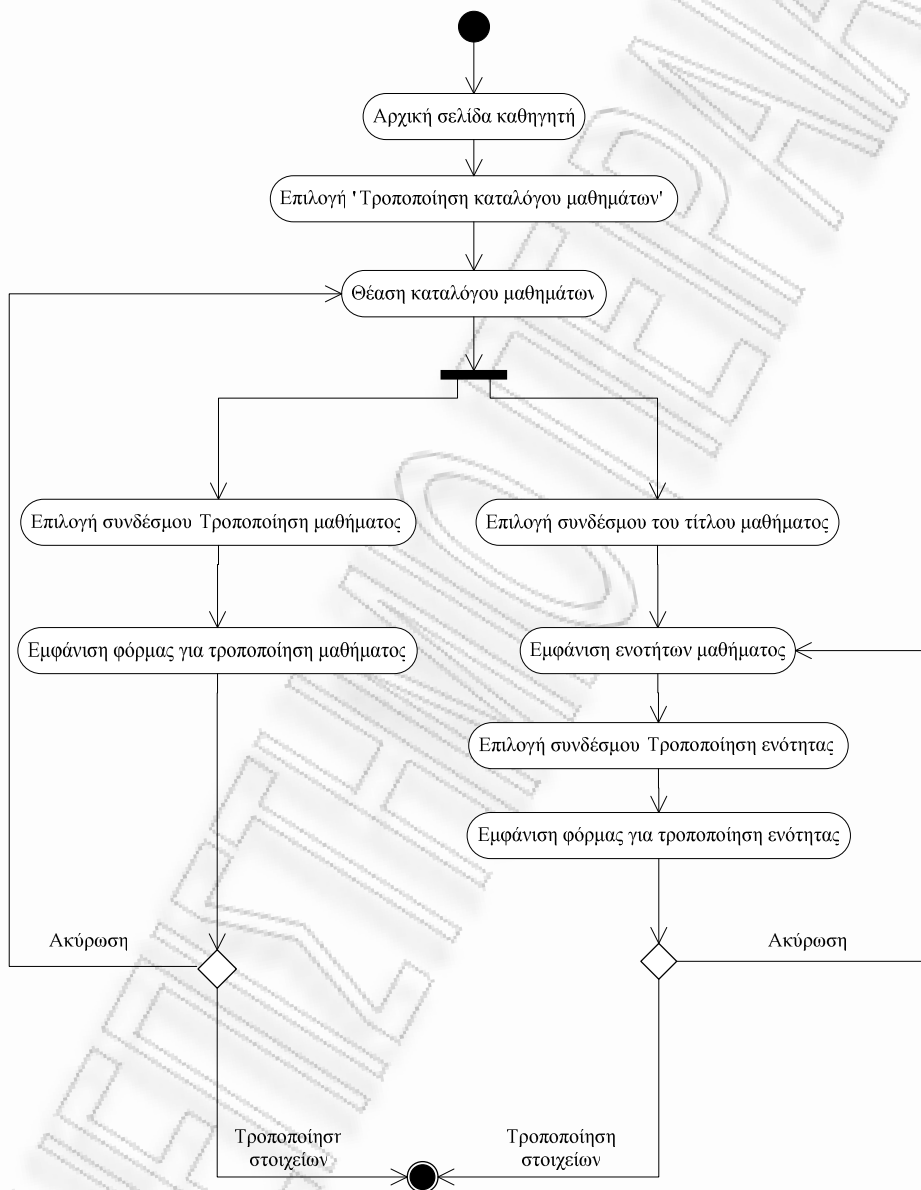 Αρχική σελίδα καθηγητή
Επιλογή ' Τροποποίηση καταλόγου μαθημάτων'
Θέαση καταλόγου μαθημάτων
Επιλογή συνδέσμου Τροποποίηση μαθήματος
Επιλογή συνδέσμου του τίτλου μαθήματος
Εμφάνιση φόρμας για τροποποίηση μαθήματος
Εμφάνιση ενοτήτων μαθήματος
Επιλογή συνδέσμου Τροποποίηση ενότητας
Εμφάνιση φόρμας για τροποποίηση ενότητας
Ακύρωση
Ακύρωση
Τροποποίηση
στοιχείων
Τροποποίηση
στοιχείων